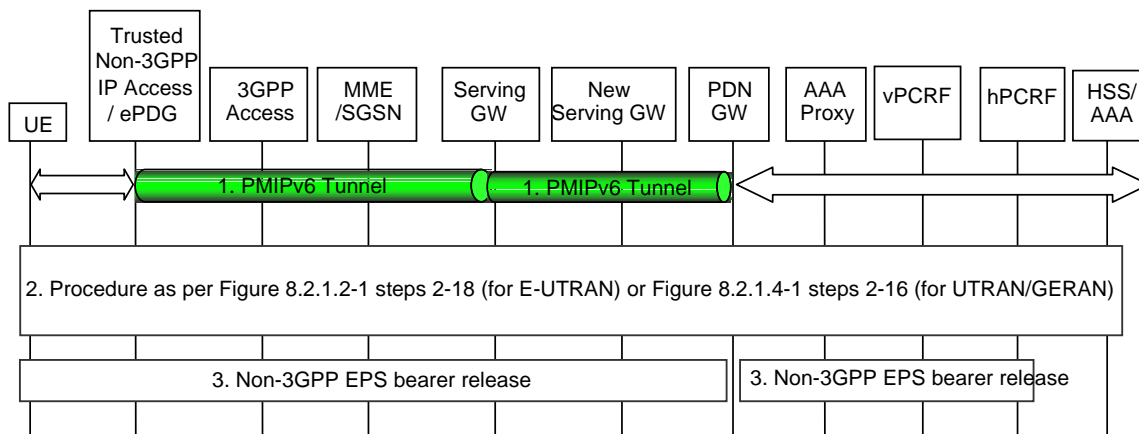 UE
Trusted
Non-3GPP
IP Access
/ ePDG
3GPP
Access
MME
/SGSN
Serving
GW
New
Serving GW
PDN
GW
AAA
Proxy
vPCRF
hPCRF
HSS/
AAA
1. PMIPv6 Tunnel
1. PMIPv6 Tunnel
2. Procedure as per Figure 8.2.1.2-1 steps 2-18 (for E-UTRAN) or Figure 8.2.1.4-1 steps 2-16 (for UTRAN/GERAN)
3. Non-3GPP EPS bearer release
3. Non-3GPP EPS bearer release